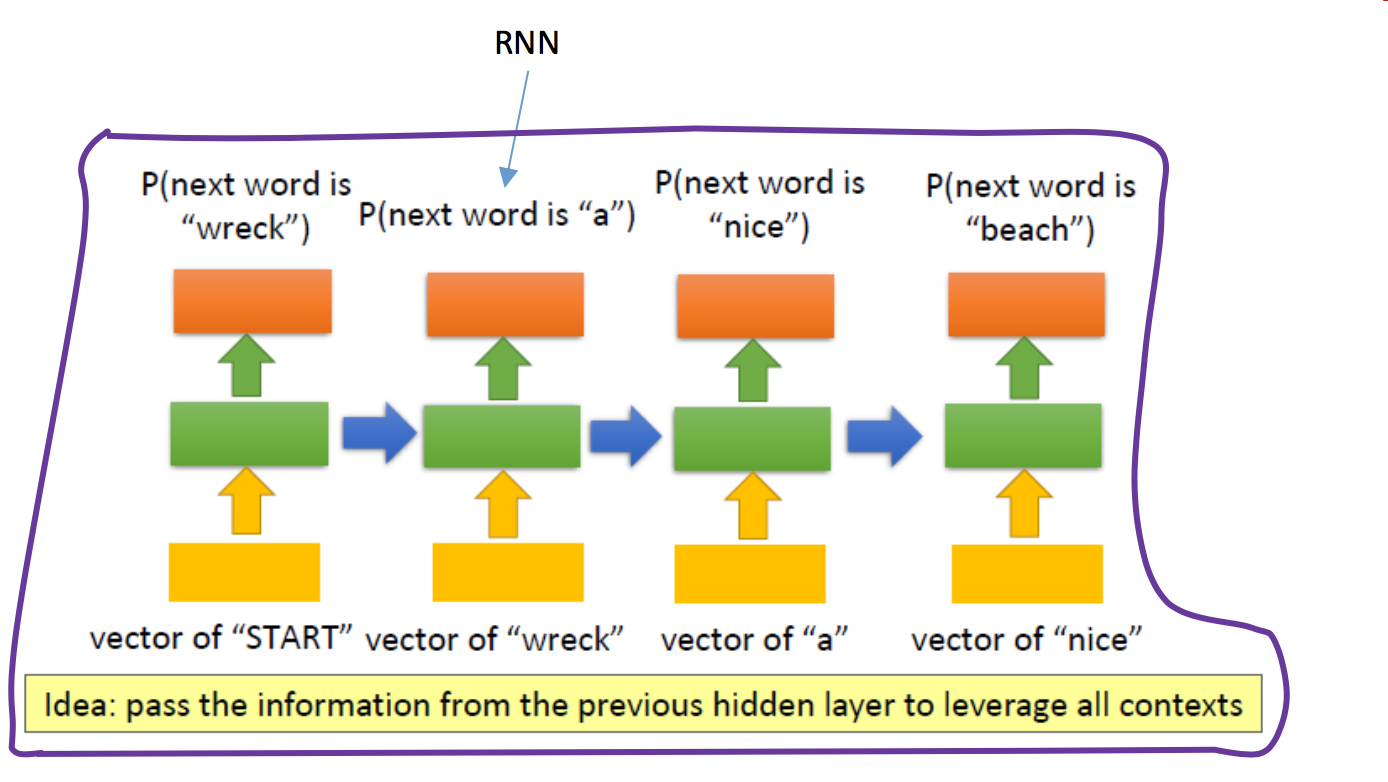 RNN
P(next word is
“wreck”)
P(next word is “a”)
P(next word is
“nice”)
P(next word is
“beach”)
vector of “START”
vector of “wreck”
vector of “a”
vector of “nice”
Idea: pass the information from the previous hidden layer to leverage all contexts